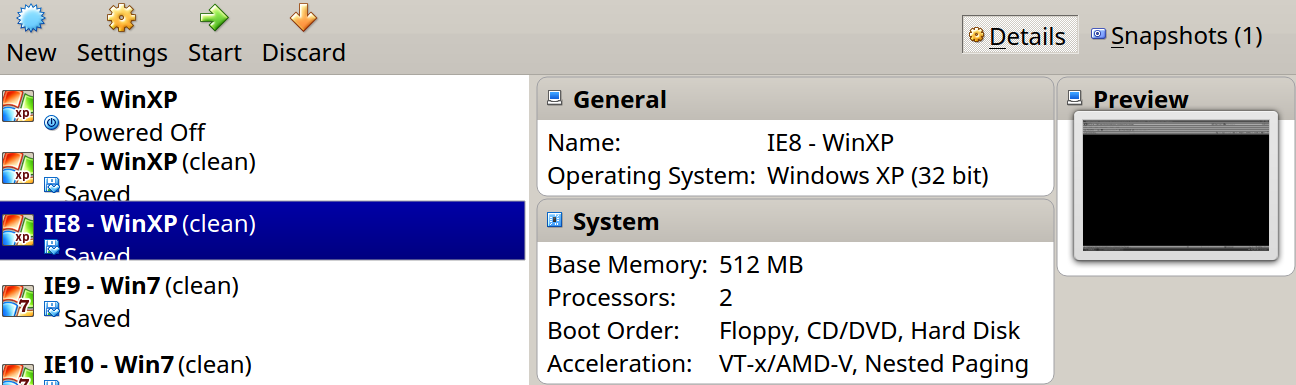 New Settings Start Discard
Details Snapshots (1)
IE6 - WinXP
Powered Off
IE7 - WinXP (clean)
Saved
IE8 - WinXP (clean)
Saved
IE9 - Win7 (clean)
Saved
IE10 - Win7 (clean)
General
Name: IE8 - WinXP
Operating System: Windows XP (32 bit)
System
Base Memory: 512 MB
Processors: 2
Boot Order: Floppy, CD/DVD, Hard Disk
Acceleration: VT-x/AMD-V, Nested Paging
Preview